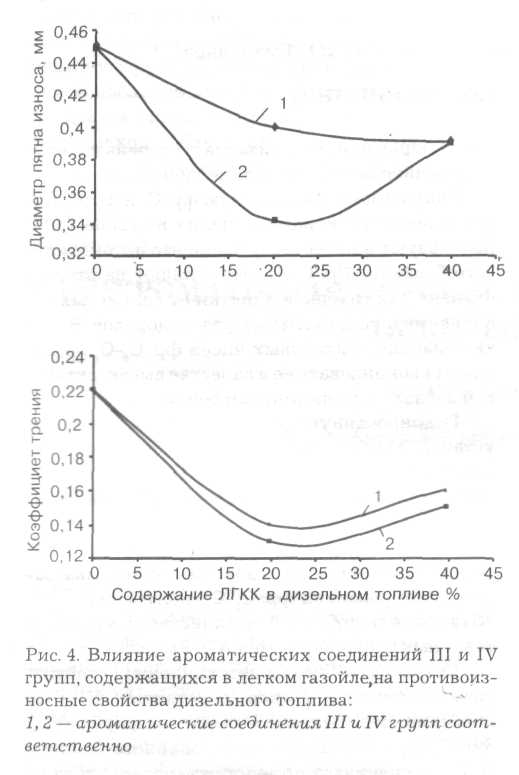 0,46
0,44
0,42
0,4
0,38
0,36
0,34
0,32
Диаметр пятна износа, мм
1
2
0 5 10 15 20 25 30 35 40 45
0,24
0,22
0,2
0,18
0,16
0,14
0,12
Коэффициет трения
1
2
0 5 10 15 20 25 30 35 40 45
Содержание ЛГКК в дизельном топливе %
Рис. 4. Влияние ароматических соединений III и IV
групп, содержащихся в легком газойле, на противоиз-
носные свойства дизельного топлива:
1, 2 — ароматические соединения III и IV групп соот-
ветственно